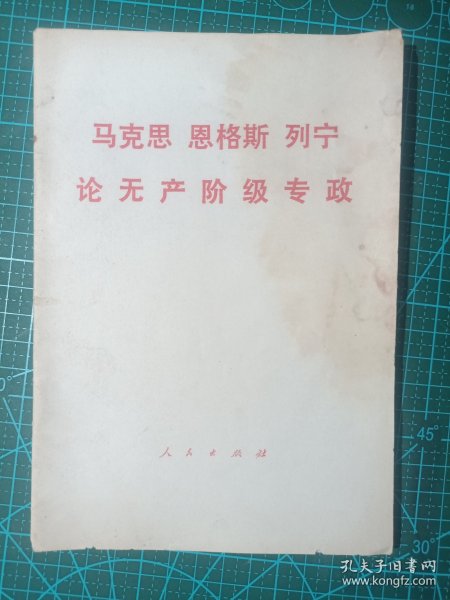 马克思 恩格斯 列宁
论无产阶级专政
人民出版社
45°
30°
孔夫子旧书网
www.kongfz.com